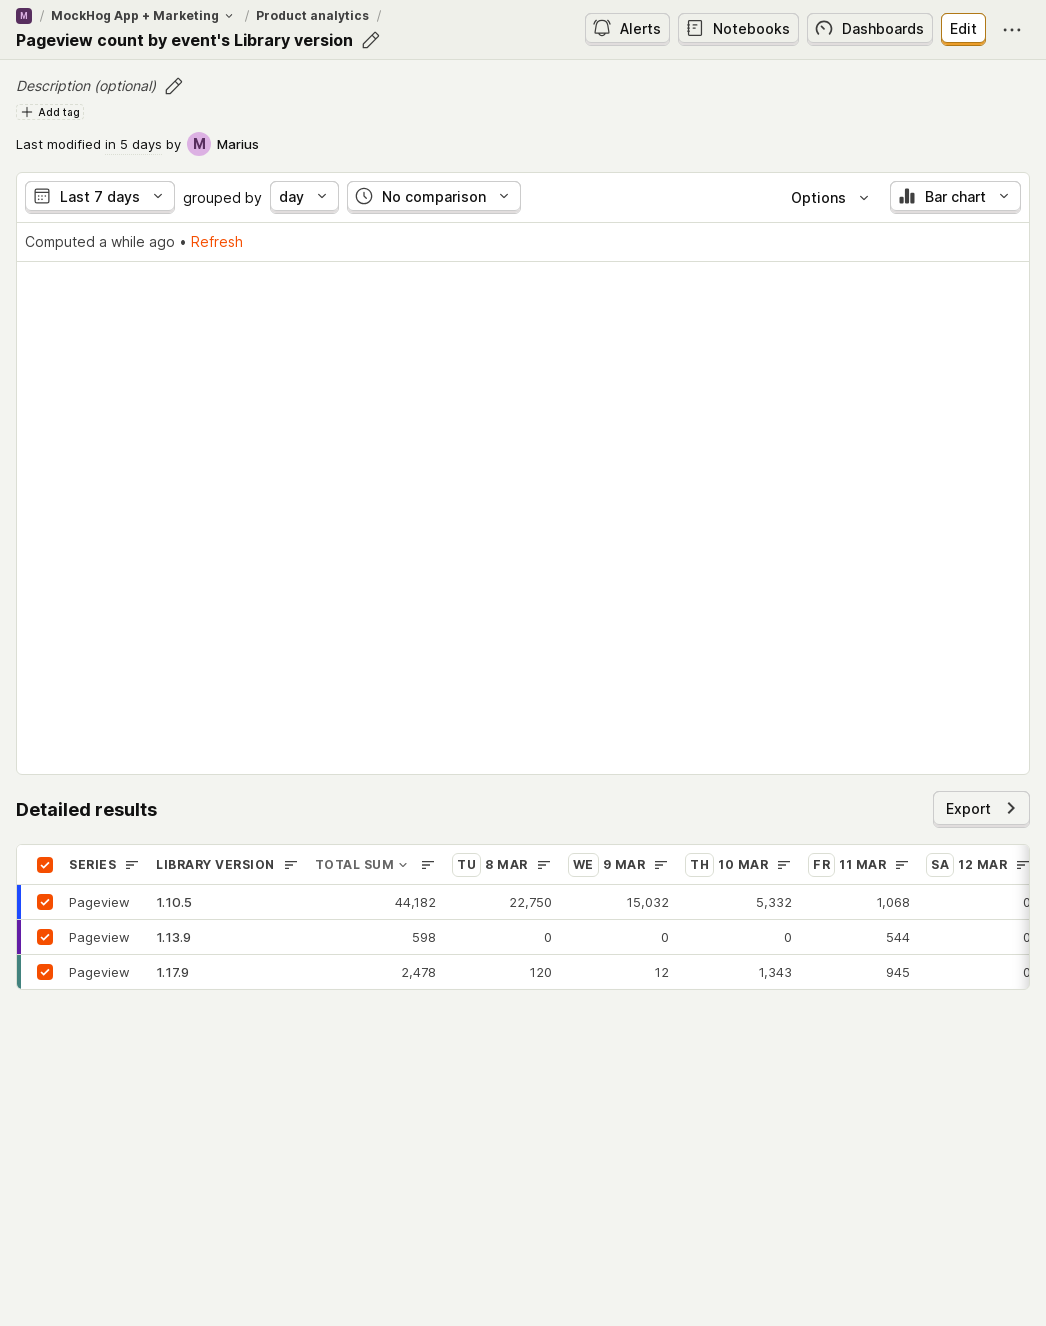 M / MockHog App + Marketing / Product analytics /
Pageview count by event's Library version
Alerts Notebooks Dashboards Edit
Description (optional)
Add tag
Last modified in 5 days by M Marius
Last 7 days grouped by day No comparison Options Bar chart
Computed a while ago • Refresh
Detailed results
Export
SERIES LIBRARY VERSION TOTAL SUM TU 8 MAR WE 9 MAR TH 10 MAR FR 11 MAR SA 12 MAR
Pageview 1.10.5 44,182 22,750 15,032 5,332 1,068 0
Pageview 1.13.9 598 0 0 0 544 0
Pageview 1.17.9 2,478 120 12 1,343 945 0